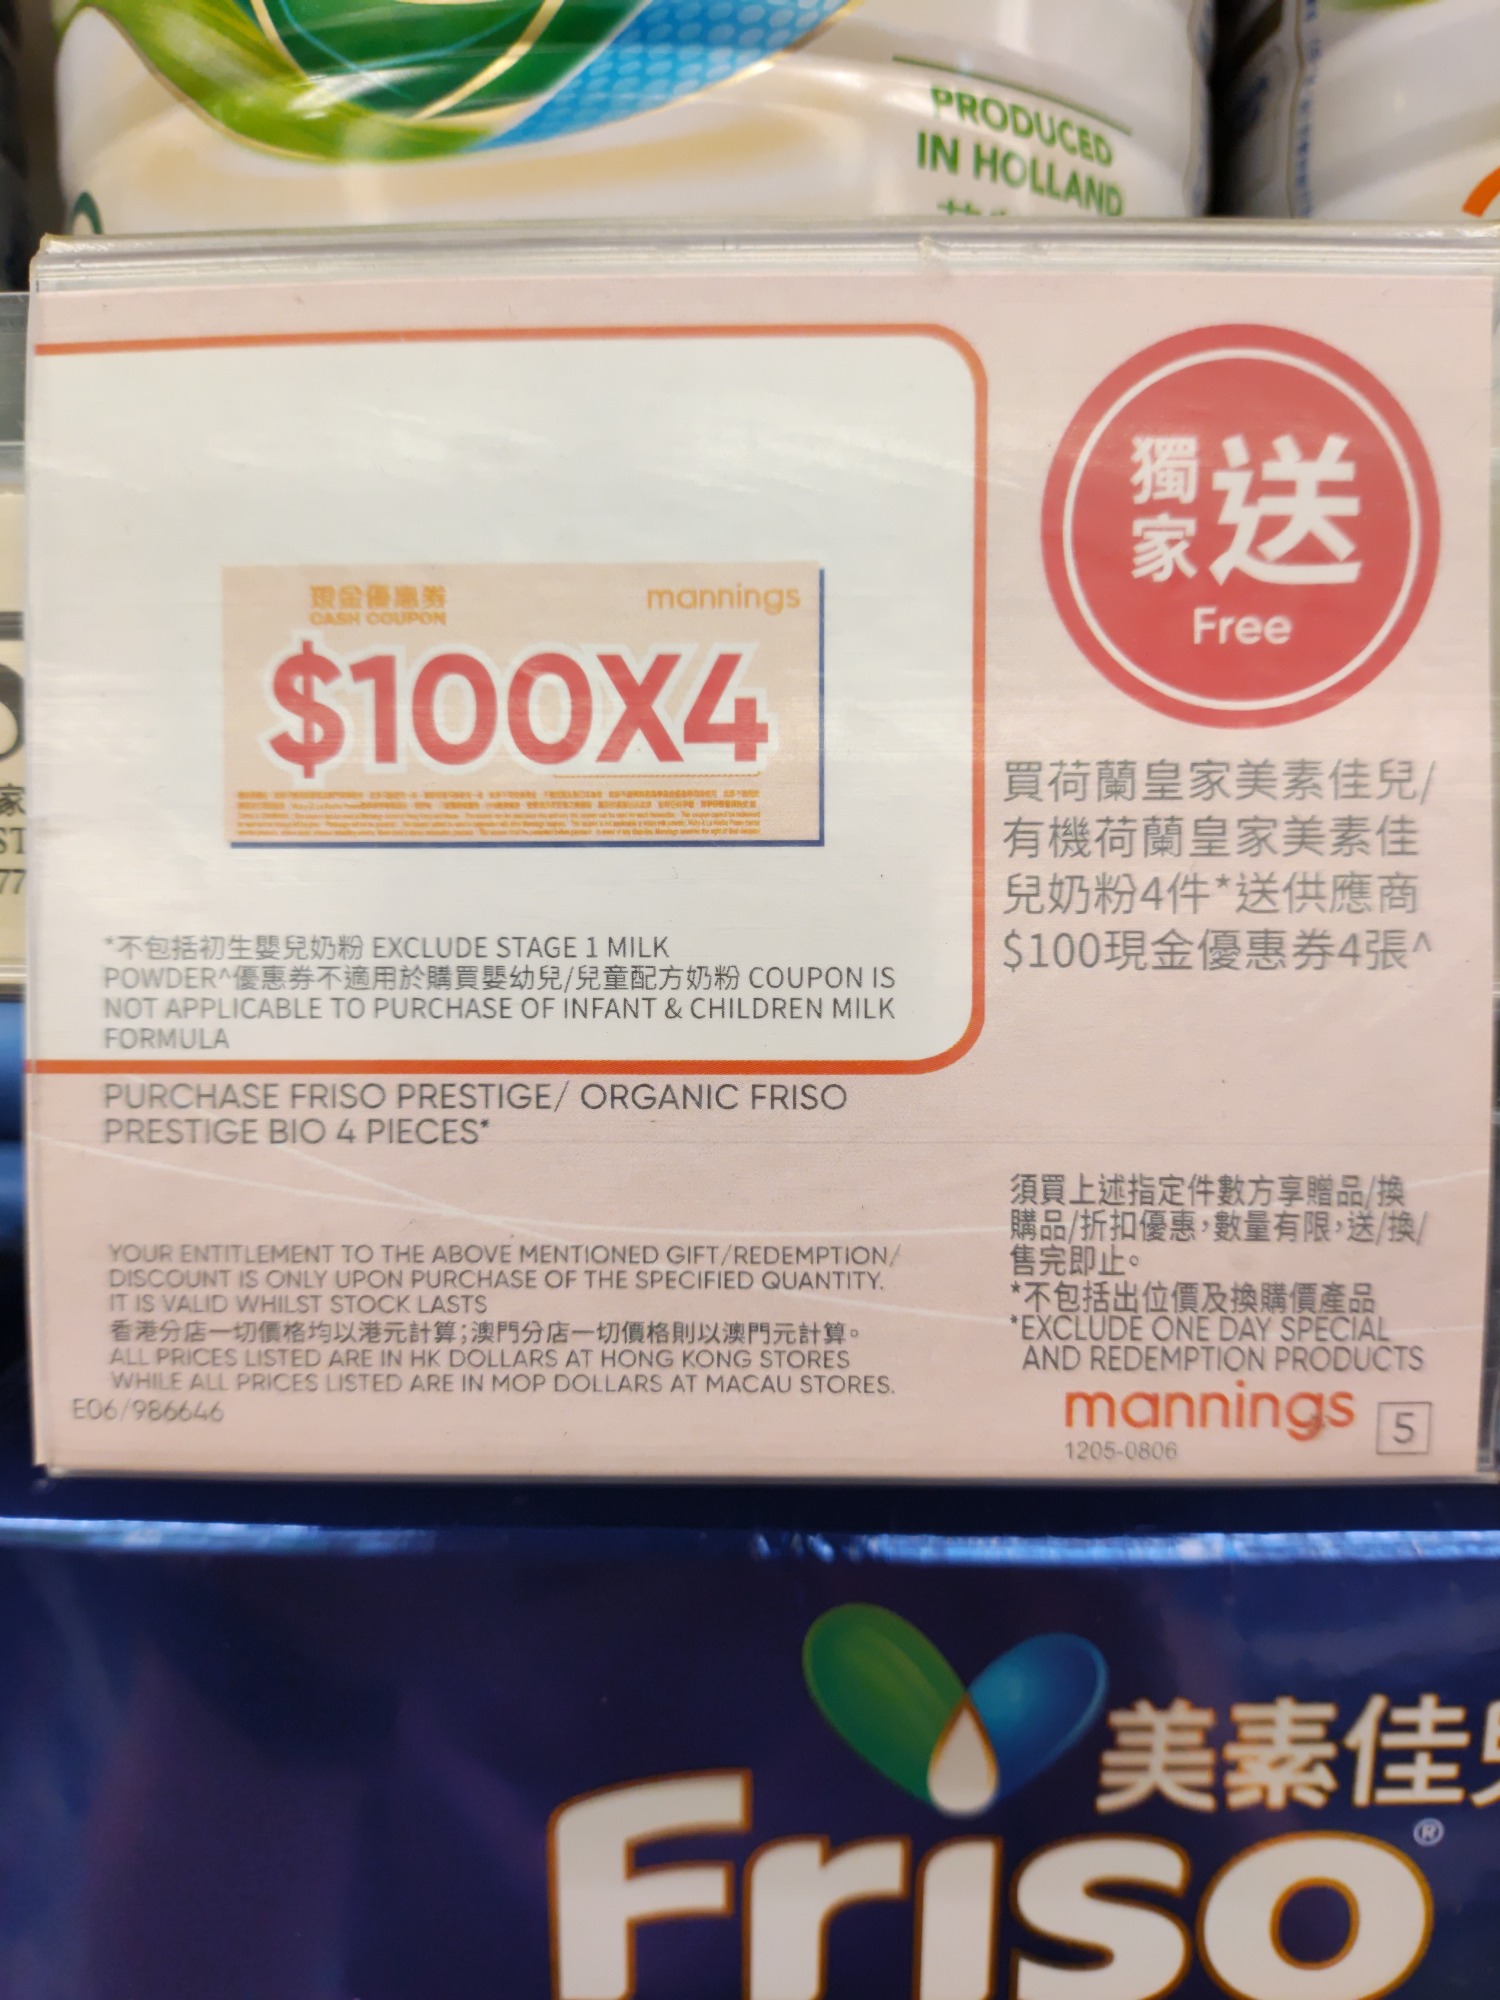 PRODUCED
IN HOLLAND
獨家送
Free
現金優惠券
CASH COUPON
mannings
$100X4
買荷蘭皇家美素佳兒/
有機荷蘭皇家美素佳
兒奶粉4件*送供應商
$100現金優惠券4張^
*不包括初生嬰兒奶粉 EXCLUDE STAGE 1 MILK
POWDER^優惠券不適用於購買嬰幼兒/兒童配方奶粉 COUPON IS
NOT APPLICABLE TO PURCHASE OF INFANT & CHILDREN MILK
FORMULA
PURCHASE FRISO PRESTIGE/ ORGANIC FRISO
PRESTIGE BIO 4 PIECES*
YOUR ENTITLEMENT TO THE ABOVE MENTIONED GIFT/REDEMPTION/
DISCOUNT IS ONLY UPON PURCHASE OF THE SPECIFIED QUANTITY.
IT IS VALID WHILST STOCK LASTS
香港分店一切價格均以港元計算;澳門分店一切價格則以澳門元計算。
ALL PRICES LISTED ARE IN HK DOLLARS AT HONG KONG STORES
WHILE ALL PRICES LISTED ARE IN MOP DOLLARS AT MACAU STORES.
E06/986646
須買上述指定件數方享贈品/換
購品/折扣優惠,數量有限,送/換/
售完即止。
*不包括出位價及換購價產品
*EXCLUDE ONE DAY SPECIAL
AND REDEMPTION PRODUCTS
mannings
5
1205-0806
美素佳
Friso®
家
ST
77